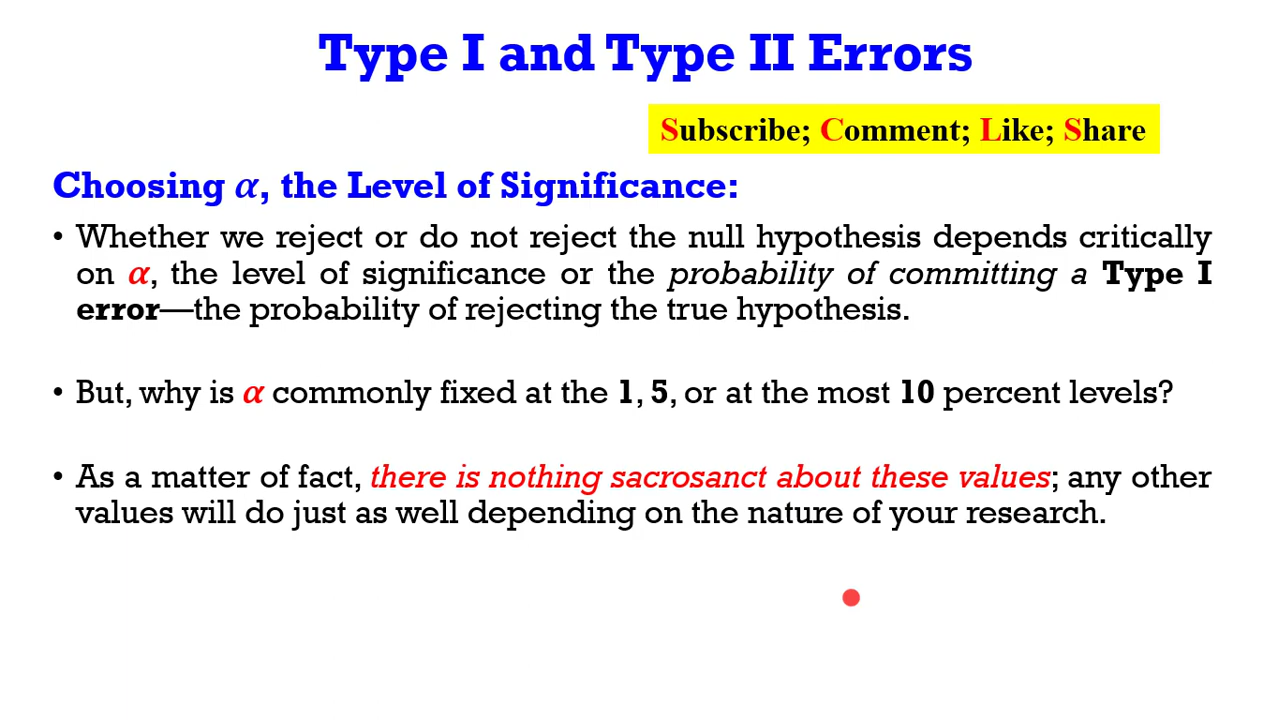 Type I and Type II Errors
Subscribe; Comment; Like; Share
Choosing α, the Level of Significance:
• Whether we reject or do not reject the null hypothesis depends critically
on α, the level of significance or the probability of committing a Type I
error—the probability of rejecting the true hypothesis.
• But, why is α commonly fixed at the 1, 5, or at the most 10 percent levels?
• As a matter of fact, there is nothing sacrosanct about these values; any other
values will do just as well depending on the nature of your research.